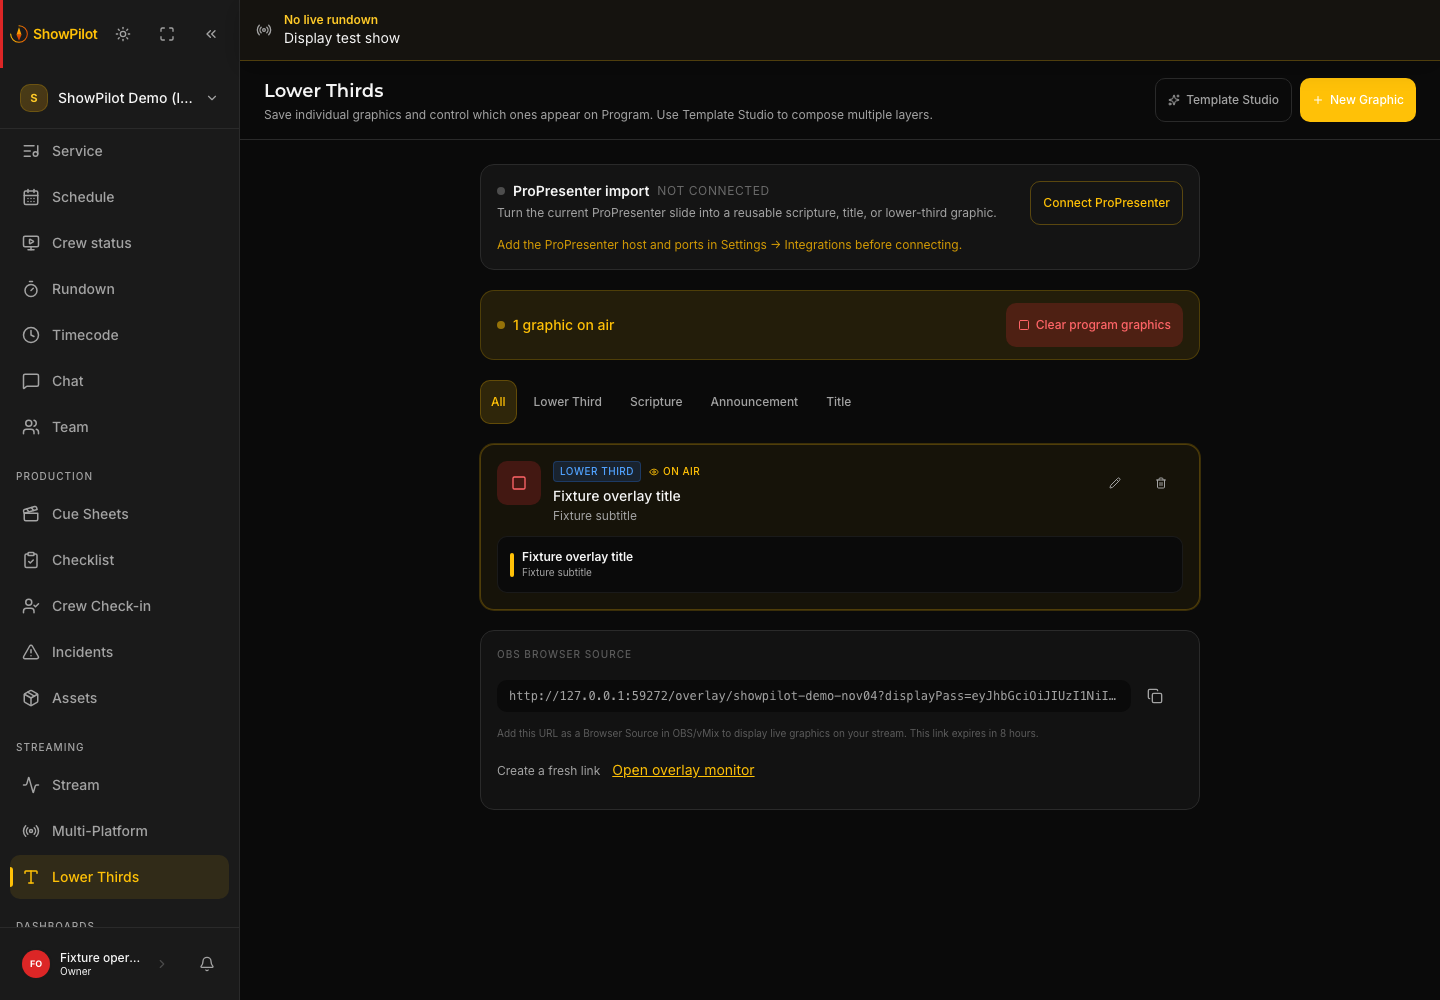 ShowPilot
S
ShowPilot Demo (I...
Service
Schedule
Crew status
Rundown
Timecode
Chat
Team
PRODUCTION
Cue Sheets
Checklist
Crew Check-in
Incidents
Assets
STREAMING
Stream
Multi-Platform
Lower Thirds
DASHBOARDS
FO
Fixture oper...
Owner
No live rundown
Display test show
Lower Thirds
Save individual graphics and control which ones appear on Program. Use Template Studio to compose multiple layers.
Template Studio
New Graphic
ProPresenter import NOT CONNECTED
Turn the current ProPresenter slide into a reusable scripture, title, or lower-third graphic.
Connect ProPresenter
Add the ProPresenter host and ports in Settings → Integrations before connecting.
1 graphic on air
Clear program graphics
All
Lower Third
Scripture
Announcement
Title
LOWER THIRD
ON AIR
Fixture overlay title
Fixture subtitle
Fixture overlay title
Fixture subtitle
OBS BROWSER SOURCE
http://127.0.0.1:59272/overlay/showpilot-demo-nov04?displayPass=eyJhbGciOiJIUzI1NiI…
Add this URL as a Browser Source in OBS/vMix to display live graphics on your stream. This link expires in 8 hours.
Create a fresh link
Open overlay monitor